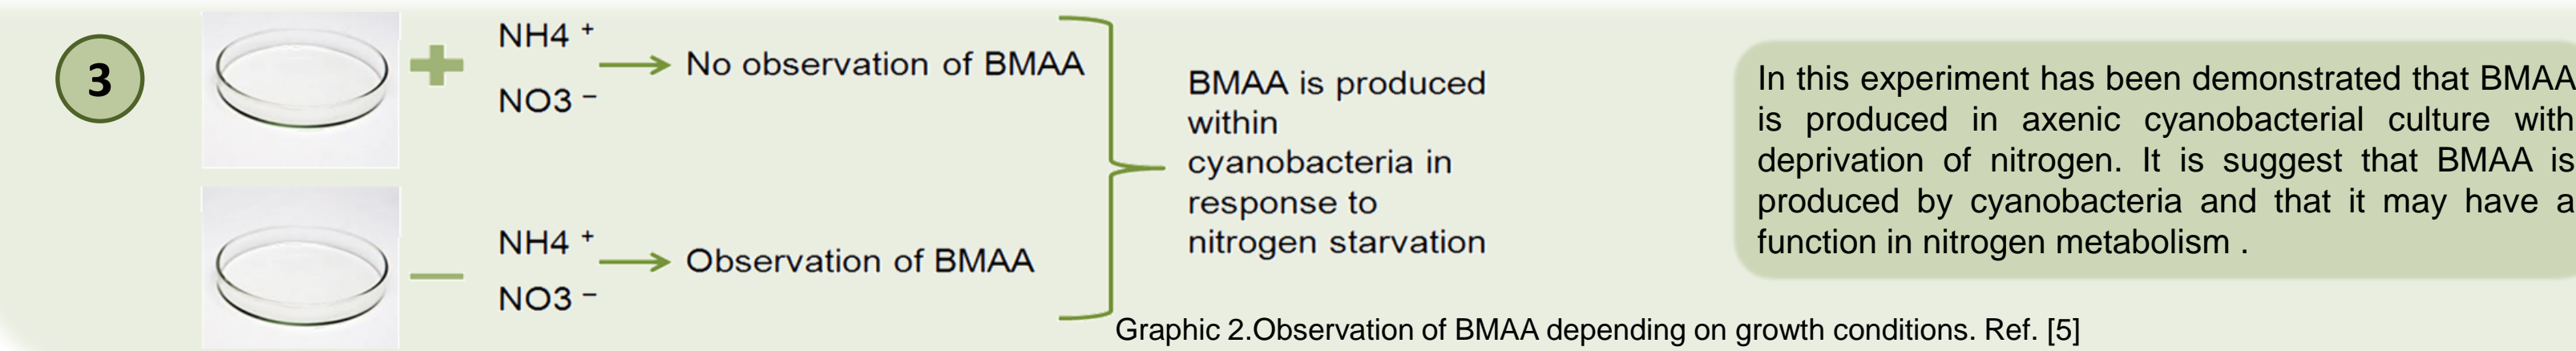 3
NH4 +
NO3 –
No observation of BMAA
NH4 +
NO3 –
Observation of BMAA
BMAA is produced
within
cyanobacteria in
response to
nitrogen starvation
In this experiment has been demonstrated that BMAA
is produced in axenic cyanobacterial culture with
deprivation of nitrogen. It is suggest that BMAA is
produced by cyanobacteria and that it may have a
function in nitrogen metabolism .
Graphic 2.Observation of BMAA depending on growth conditions. Ref. [5]